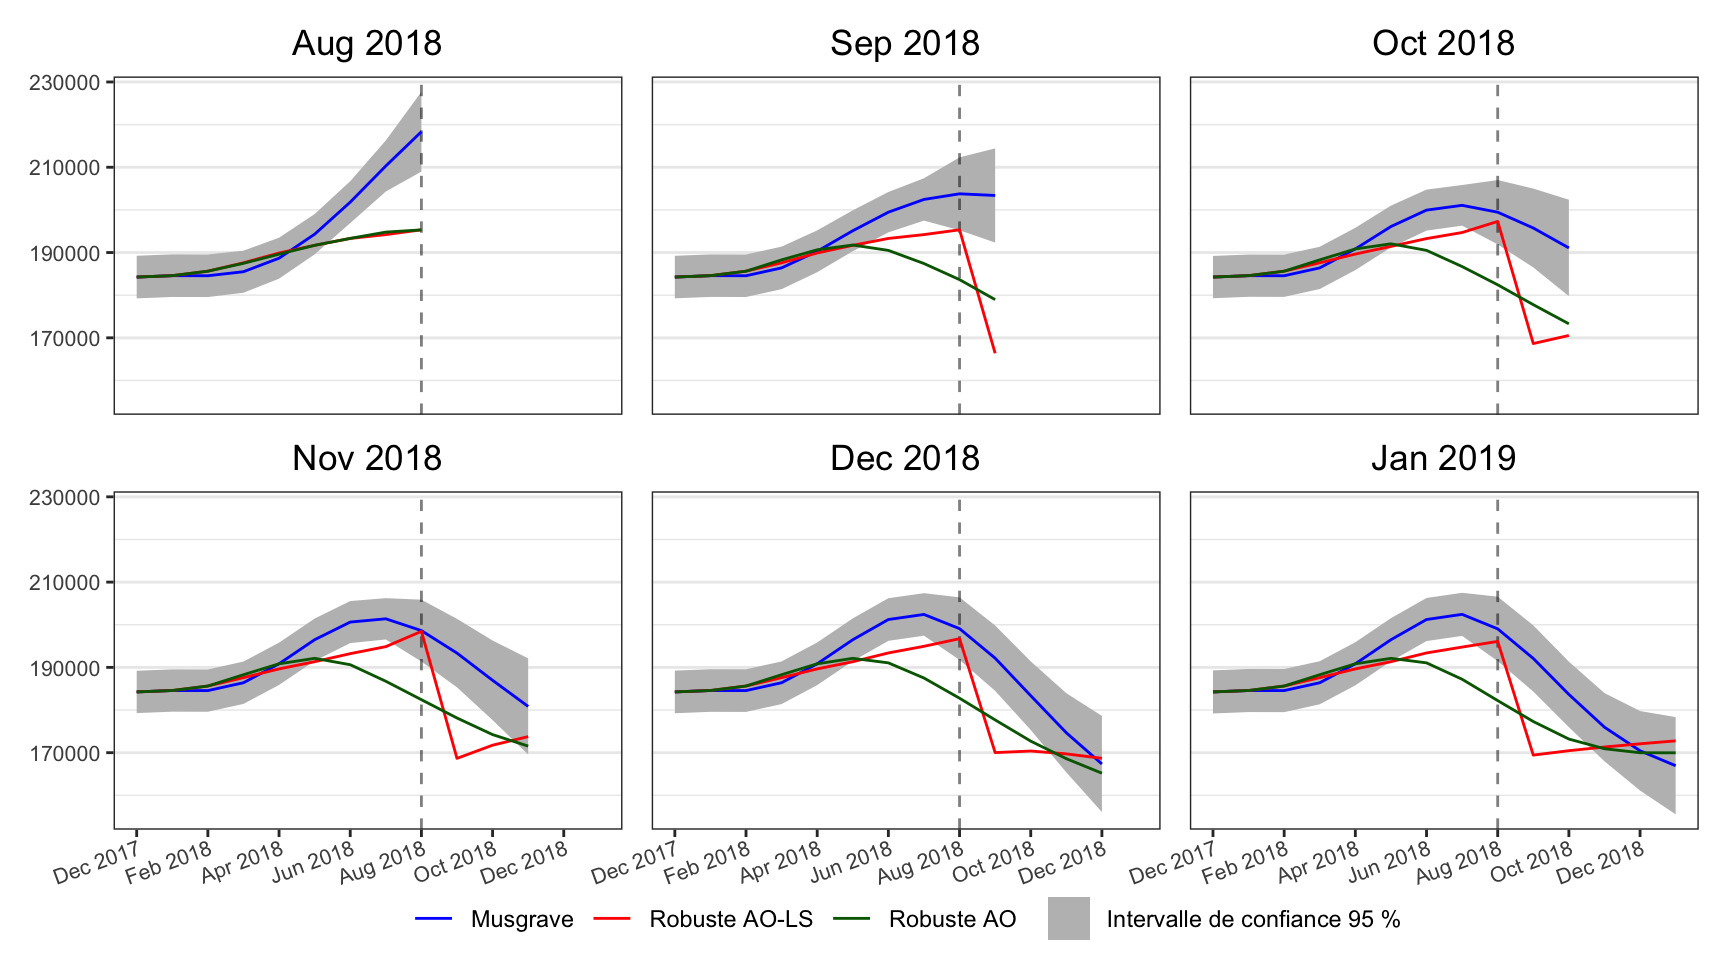 Aug 2018
Sep 2018
Oct 2018
230000
210000
190000
170000
Nov 2018
Dec 2018
Jan 2019
230000
210000
190000
170000
Dec 2017
Feb 2018
Apr 2018
Jun 2018
Aug 2018
Oct 2018
Dec 2018
Dec 2017
Feb 2018
Apr 2018
Jun 2018
Aug 2018
Oct 2018
Dec 2018
Dec 2017
Feb 2018
Apr 2018
Jun 2018
Aug 2018
Oct 2018
Dec 2018
Musgrave
Robuste AO-LS
Robuste AO
Intervalle de confiance 95 %